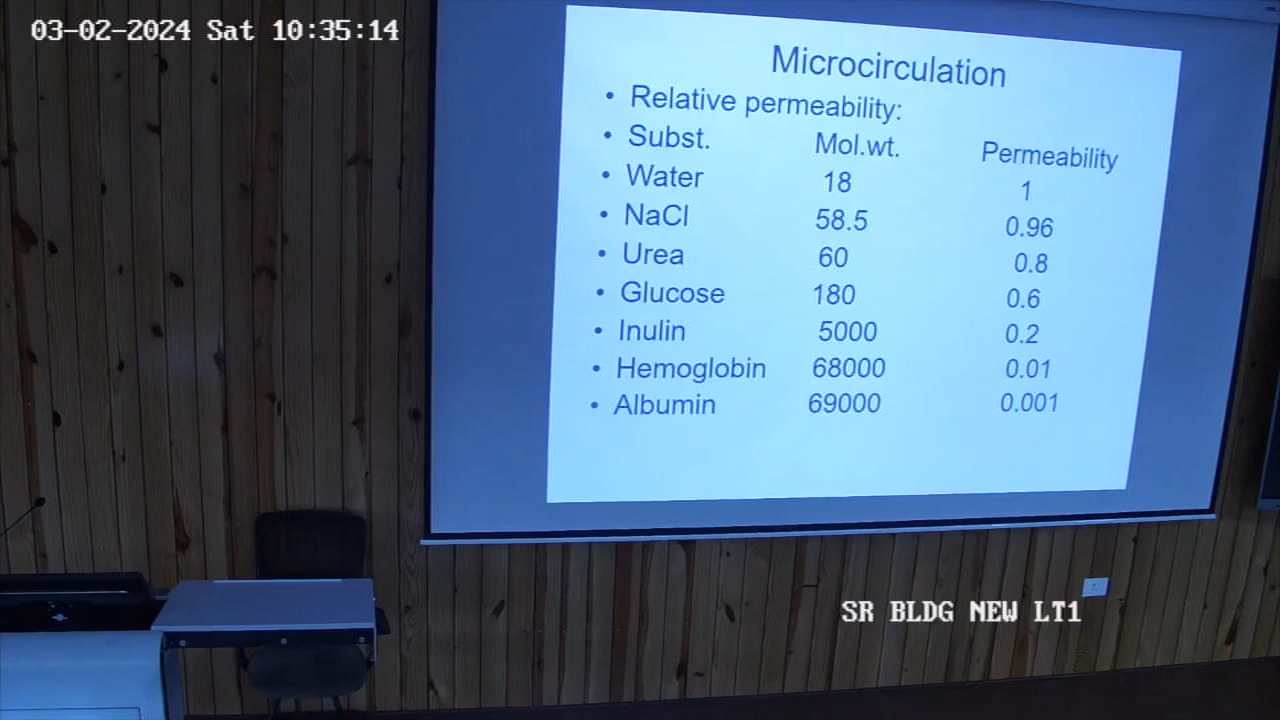 03-02-2024 Sat 10:35:14
Microcirculation
• Relative permeability:
• Subst. Mol.wt. Permeability
• Water 18 1
• NaCl 58.5 0.96
• Urea 60 0.8
• Glucose 180 0.6
• Inulin 5000 0.2
• Hemoglobin 68000 0.01
• Albumin 69000 0.001
SR BLDG NEW LT1